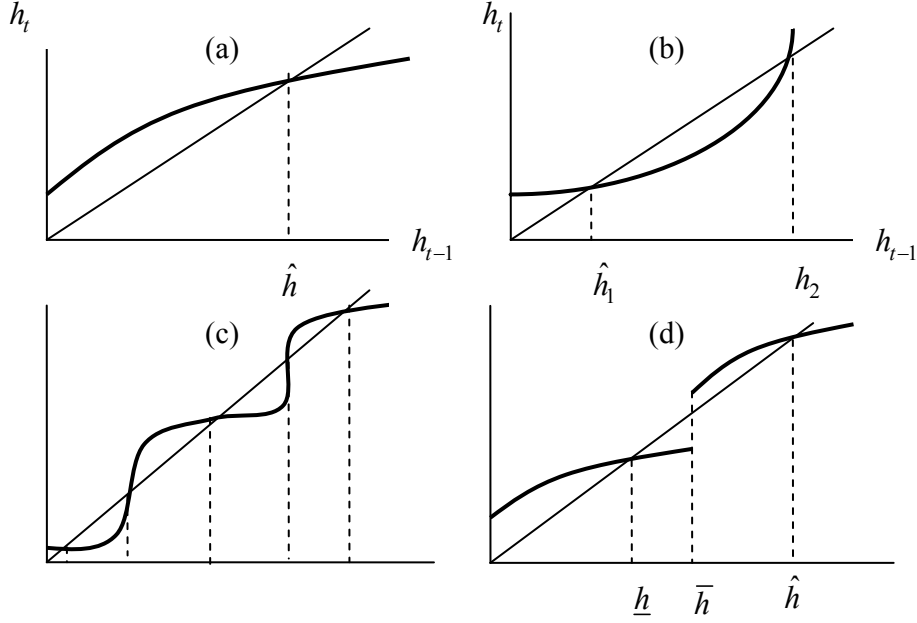 h_t
(a)
h_{t-1}
ĥ
h_t
(b)
h_{t-1}
ĥ_1
h_2
(c)
(d)
h̲
h̄
ĥ